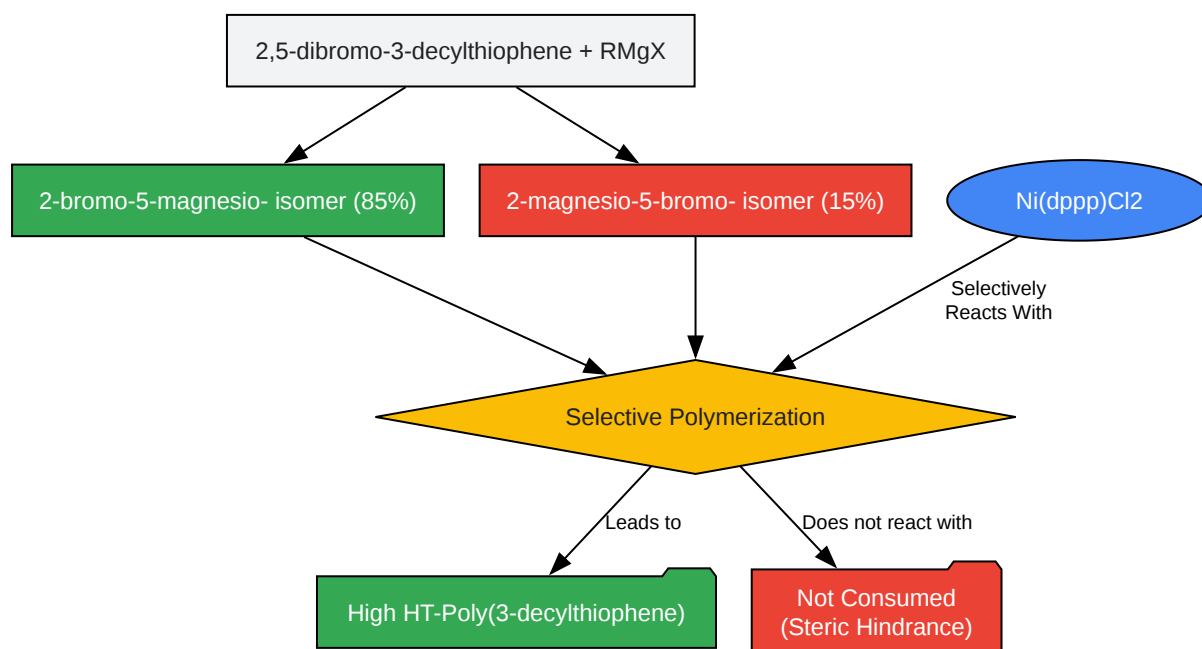 2,5-dibromo-3-decylthiophene + RMgX
2-bromo-5-magnesio- isomer (85%)
2-magnesio-5-bromo- isomer (15%)
Ni(dppp)Cl2
Selectively
Reacts With
Selective Polymerization
Leads to
Does not react with
High HT-Poly(3-decylthiophene)
Not Consumed
(Steric Hindrance)